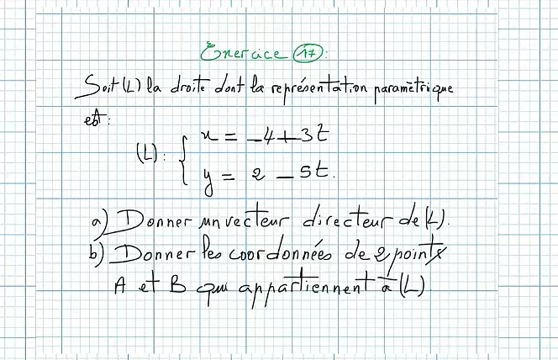 Exercice 17:
Soit (L) la droite dont la représentation paramétrique
est:
(L): { x = -4+3t
y = 2 - 5t.
a) Donner un vecteur directeur de (L).
b) Donner les coordonnées de 2 points
A et B qui appartiennent à (L)